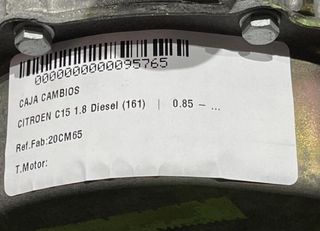 0000000000095765
CAJA CAMBIOS
CITROEN C15 1.8 Diesel (161) | 0.85 – ...
Ref.Fab:20CM65
T.Motor: